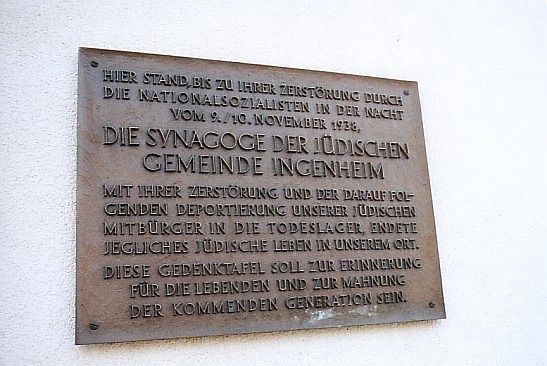 HIER STAND, BIS ZU IHRER ZERSTÖRUNG DURCH
DIE NATIONALSOZIALISTEN IN DER NACHT
VOM 9./10. NOVEMBER 1938,
DIE SYNAGOGE DER JÜDISCHEN
GEMEINDE INGENHEIM
MIT IHRER ZERSTÖRUNG UND DER DARAUF FOL-
GENDEN DEPORTIERUNG UNSERER JÜDISCHEN
MITBÜRGER IN DIE TODESLAGER, ENDETE
JEGLICHES JÜDISCHE LEBEN IN UNSEREM ORT.
DIESE GEDENKTAFEL SOLL ZUR ERINNERUNG
FÜR DIE LEBENDEN UND ZUR MAHNUNG
DER KOMMENDEN GENERATION SEIN.